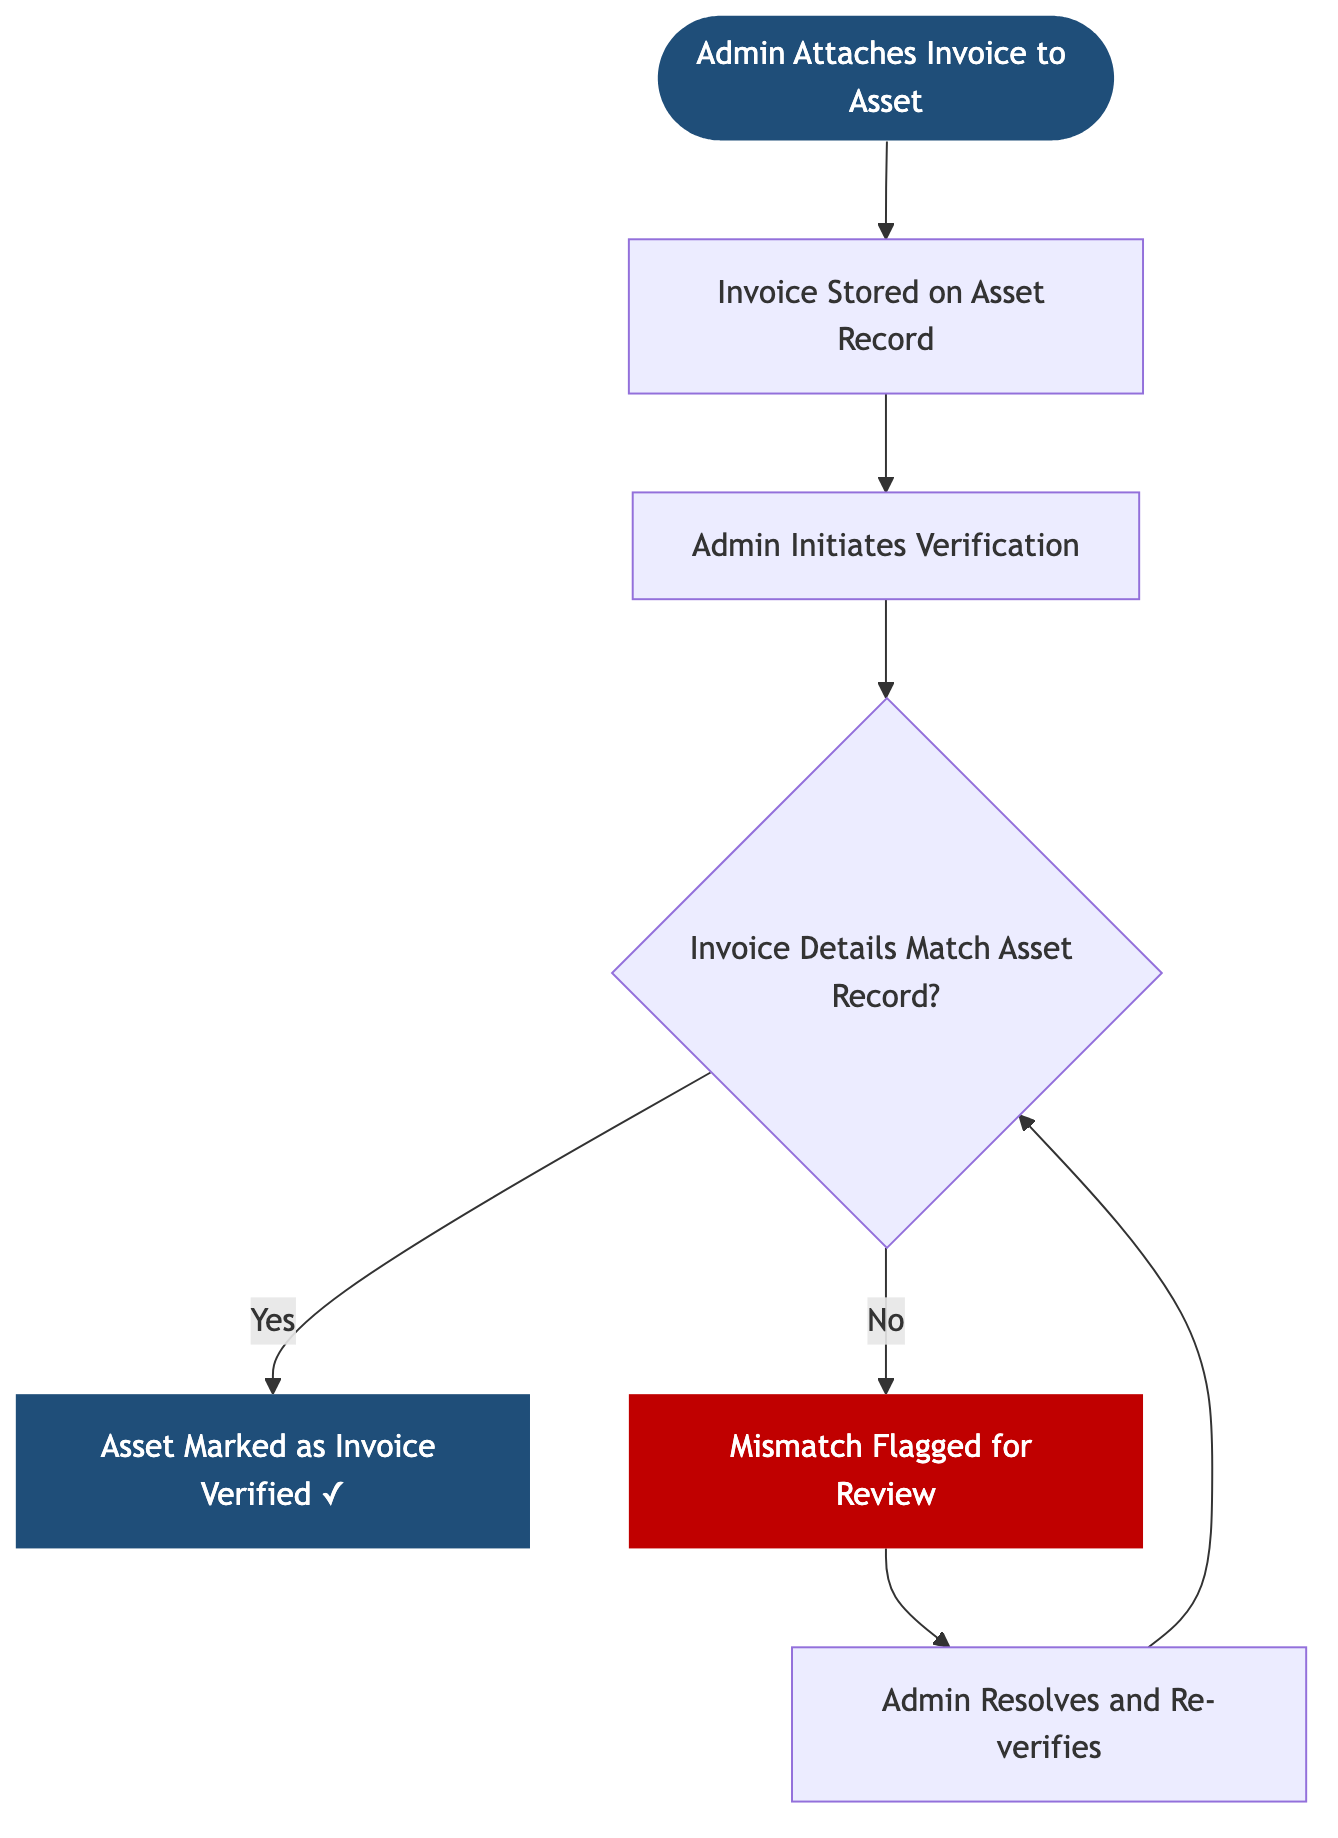 Admin Attaches Invoice to
Asset
Invoice Stored on Asset
Record
Admin Initiates Verification
Invoice Details Match Asset
Record?
Yes
No
Asset Marked as Invoice
Verified ✓
Mismatch Flagged for
Review
Admin Resolves and Re-
verifies